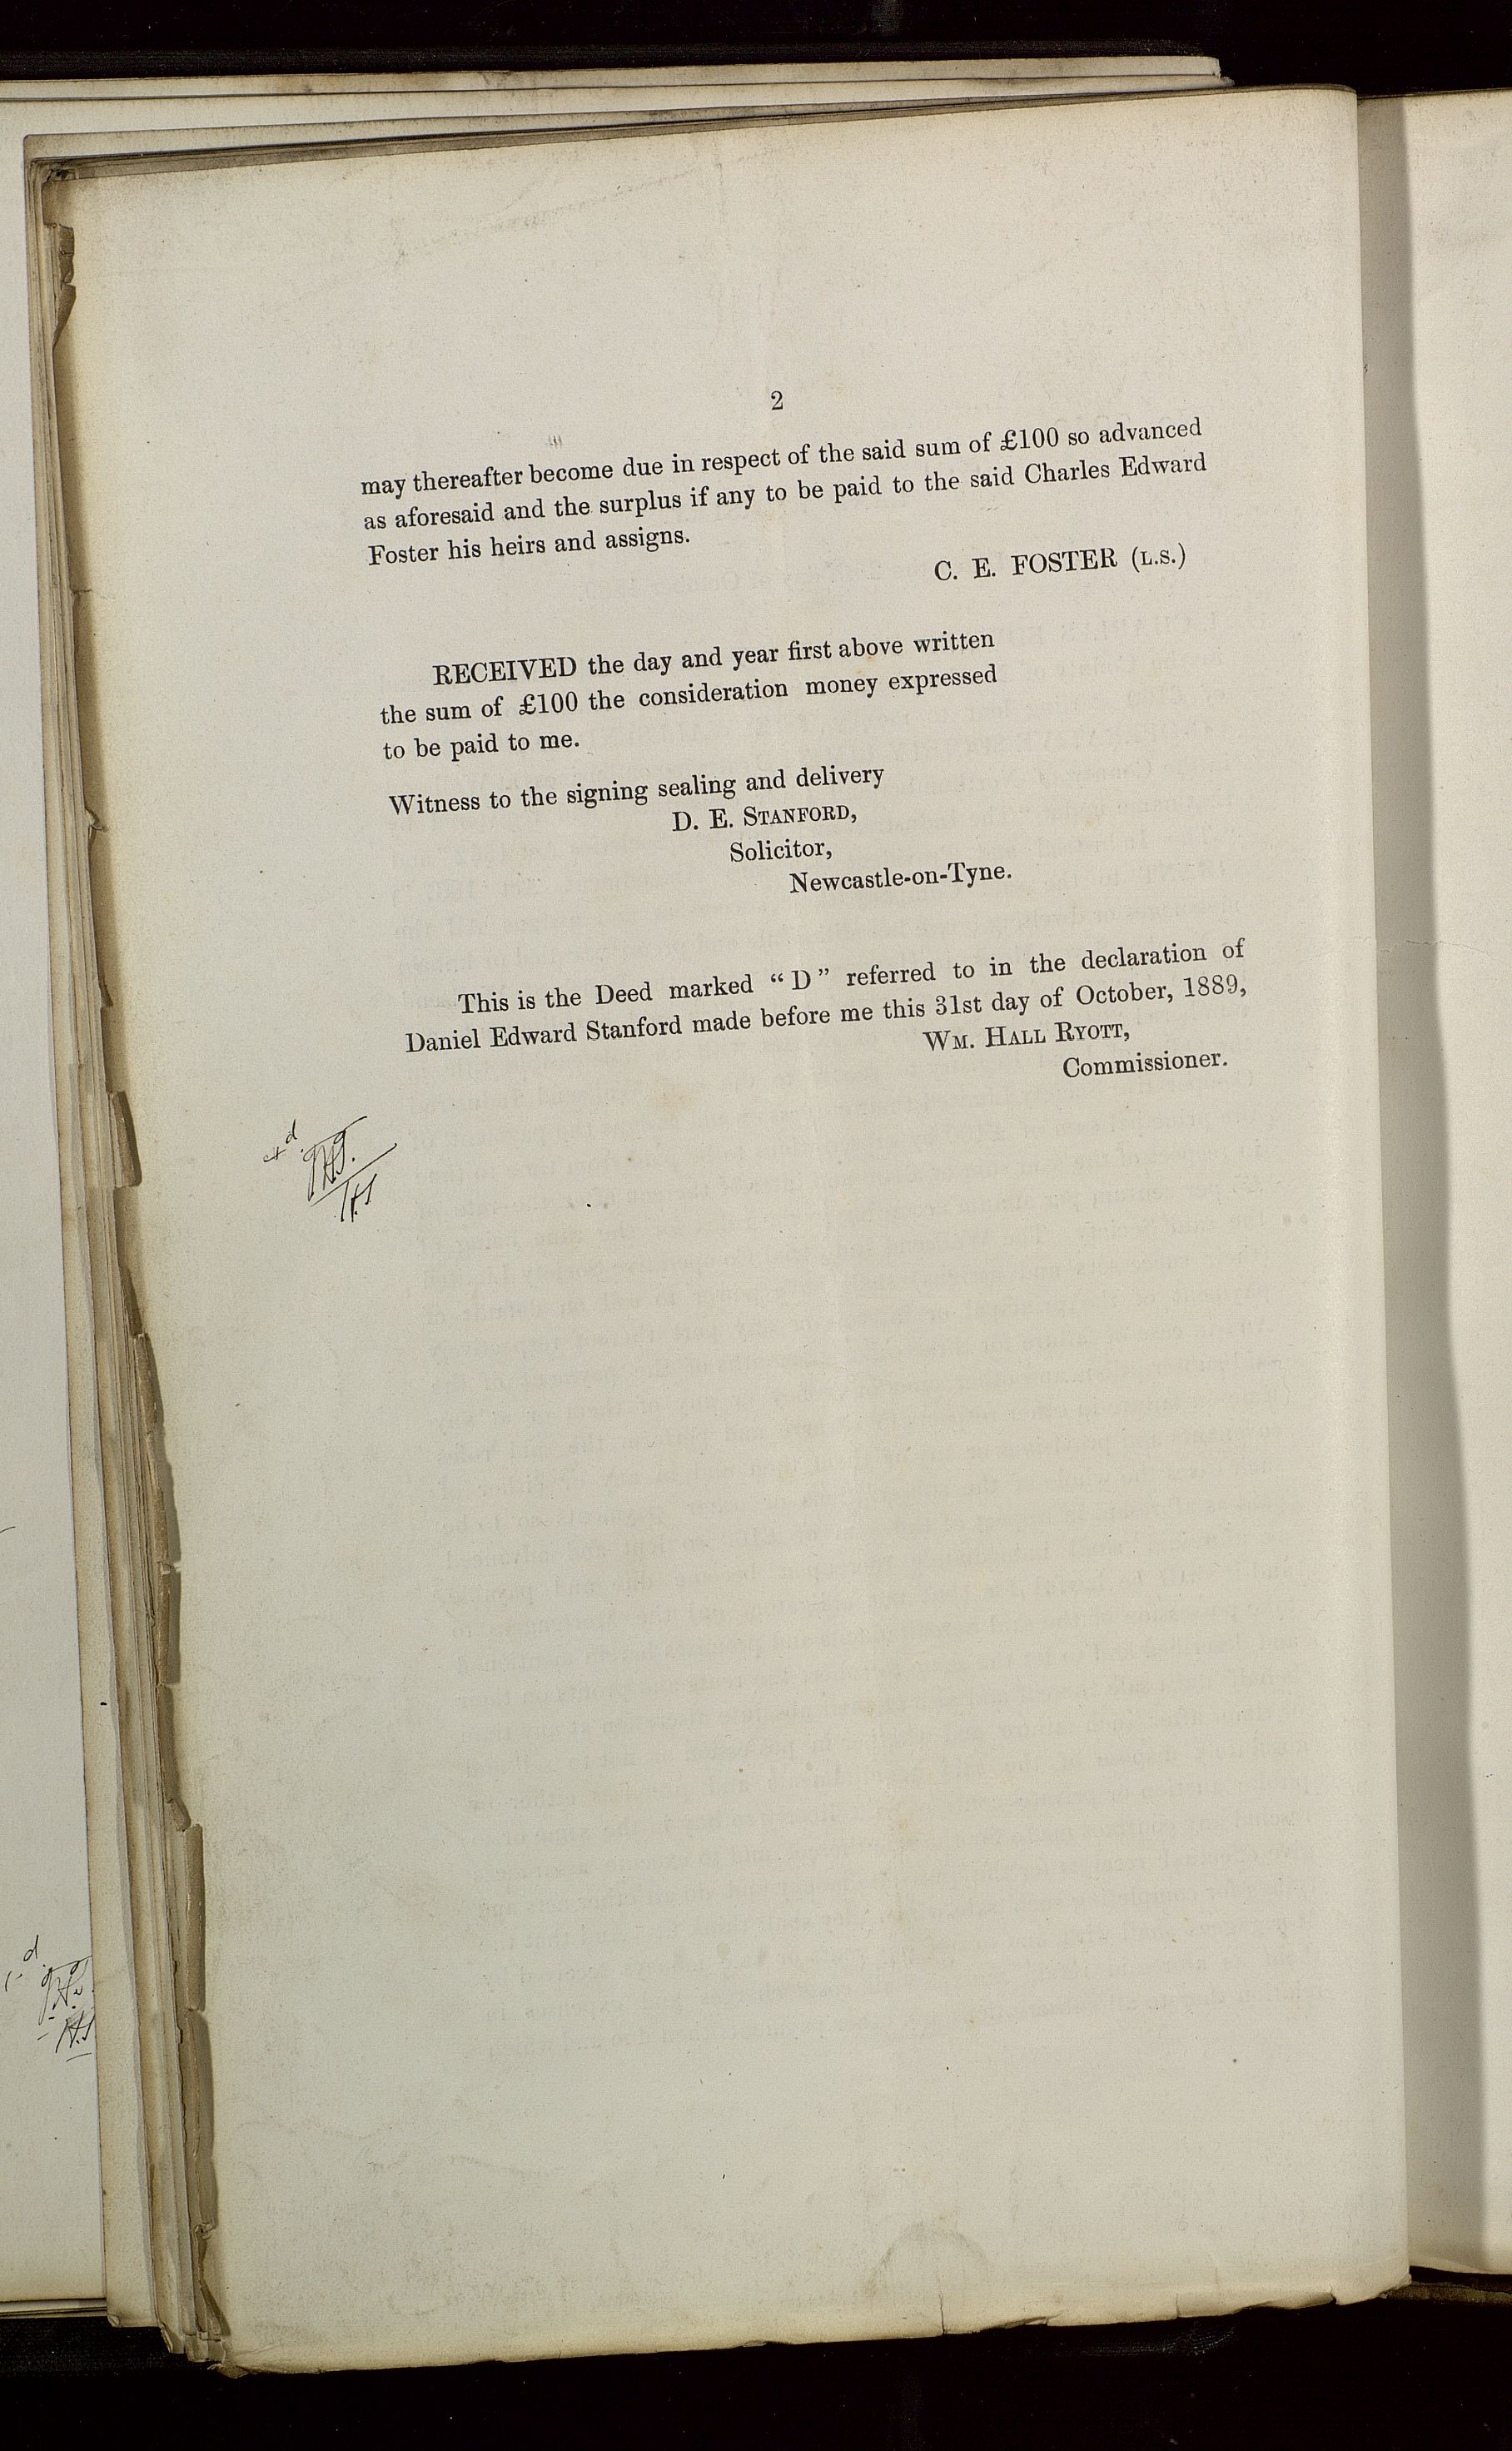 2
may thereafter become due in respect of the said sum of £100 so advanced
as aforesaid and the surplus if any to be paid to the said Charles Edward
Foster his heirs and assigns.
C. E. FOSTER (L.S.)
RECEIVED the day and year first above written
the sum of £100 the consideration money expressed
to be paid to me.
Witness to the signing sealing and delivery
D. E. STANFORD,
Solicitor,
Newcastle-on-Tyne.
This is the Deed marked “D” referred to in the declaration of
Daniel Edward Stanford made before me this 31st day of October, 1889,
WM. HALL RYOTT,
Commissioner.